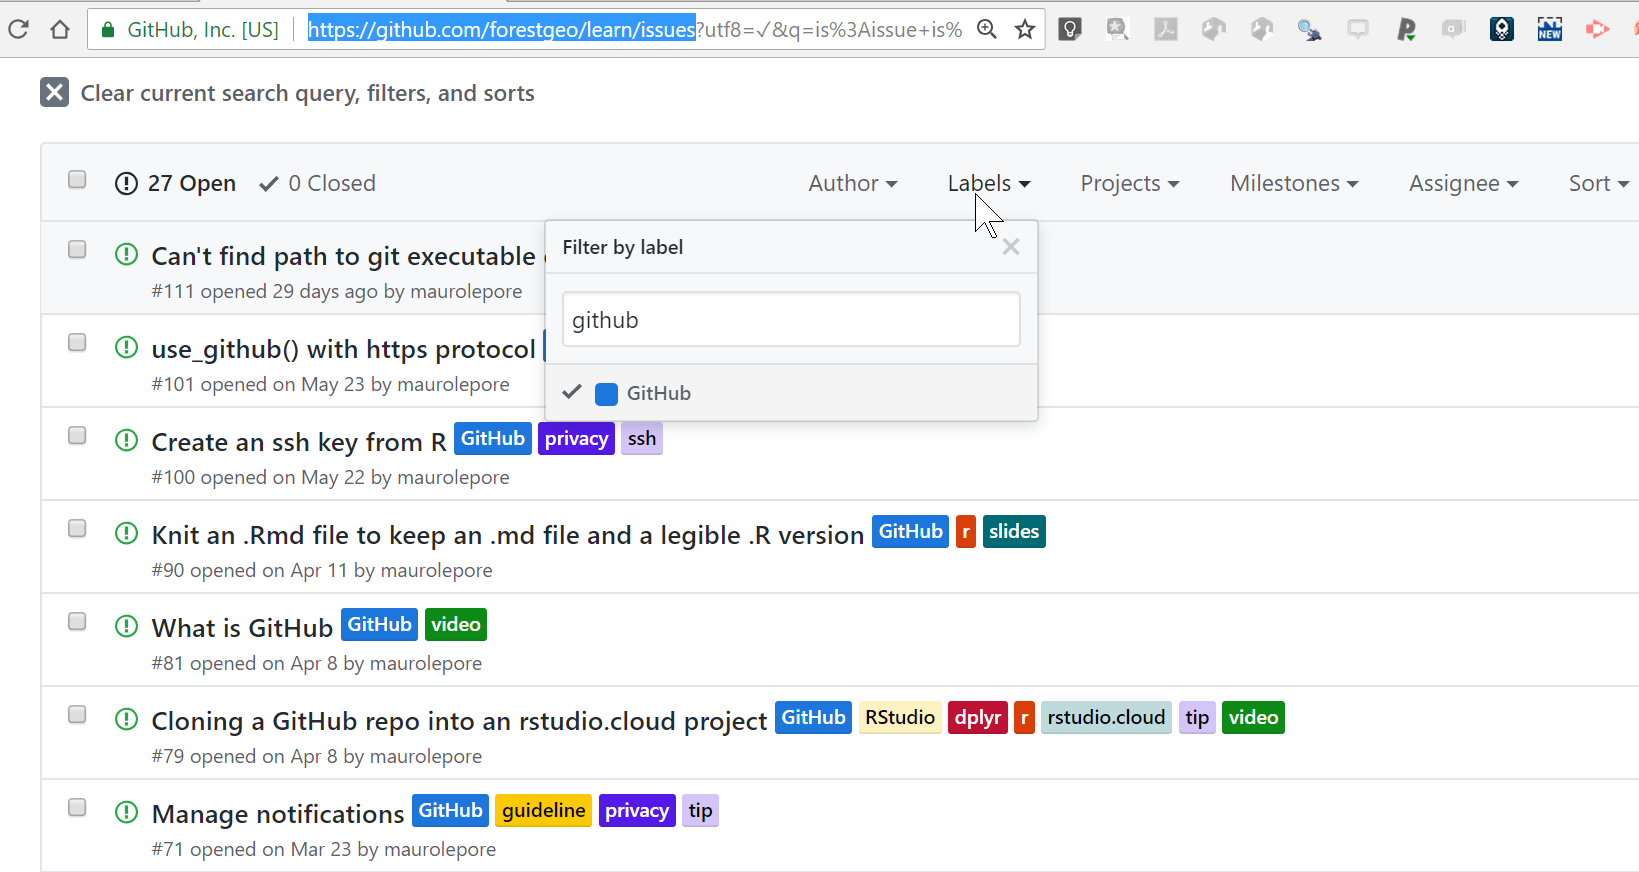 GitHub, Inc. [US] https://github.com/forestgeo/learn/issues?utf8=✓&q=is%3Aissue+is%
NEW
Clear current search query, filters, and sorts
27 Open 0 Closed Author Labels Projects Milestones Assignee Sort
Can't find path to git executable
#111 opened 29 days ago by maurolepore
Filter by label
github
GitHub
use_github() with https protocol
#101 opened on May 23 by maurolepore
Create an ssh key from R GitHub privacy ssh
#100 opened on May 22 by maurolepore
Knit an .Rmd file to keep an .md file and a legible .R version GitHub r slides
#90 opened on Apr 11 by maurolepore
What is GitHub GitHub video
#81 opened on Apr 8 by maurolepore
Cloning a GitHub repo into an rstudio.cloud project GitHub RStudio dplyr r rstudio.cloud tip video
#79 opened on Apr 8 by maurolepore
Manage notifications GitHub guideline privacy tip
#71 opened on Mar 23 by maurolepore